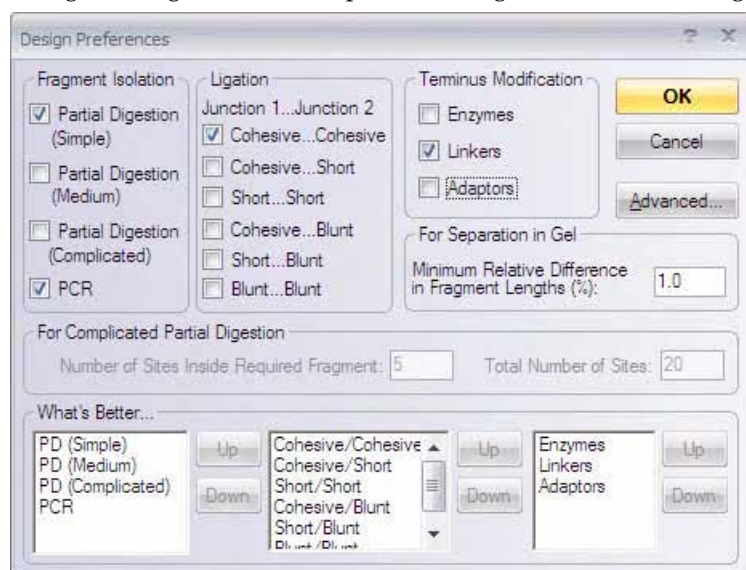 Design Preferences
Fragment Isolation
Partial Digestion
(Simple)
Partial Digestion
(Medium)
Partial Digestion
(Complicated)
PCR
Ligation
Junction 1...Junction 2
Cohesive...Cohesive
Cohesive...Short
Short...Short
Cohesive...Blunt
Short...Blunt
Blunt...Blunt
Terminus Modification
Enzymes
Linkers
Adaptors
OK
Cancel
Advanced...
For Separation in Gel
Minimum Relative Difference
in Fragment Lengths (%):
1.0
For Complicated Partial Digestion
Number of Sites Inside Required Fragment: 5
Total Number of Sites: 20
What's Better...
PD (Simple)
PD (Medium)
PD (Complicated)
PCR
Up
Down
Cohesive/Cohesive
Cohesive/Short
Short/Short
Cohesive/Blunt
Short/Blunt
Blunt/Blunt
Up
Down
Enzymes
Linkers
Adaptors
Up
Down